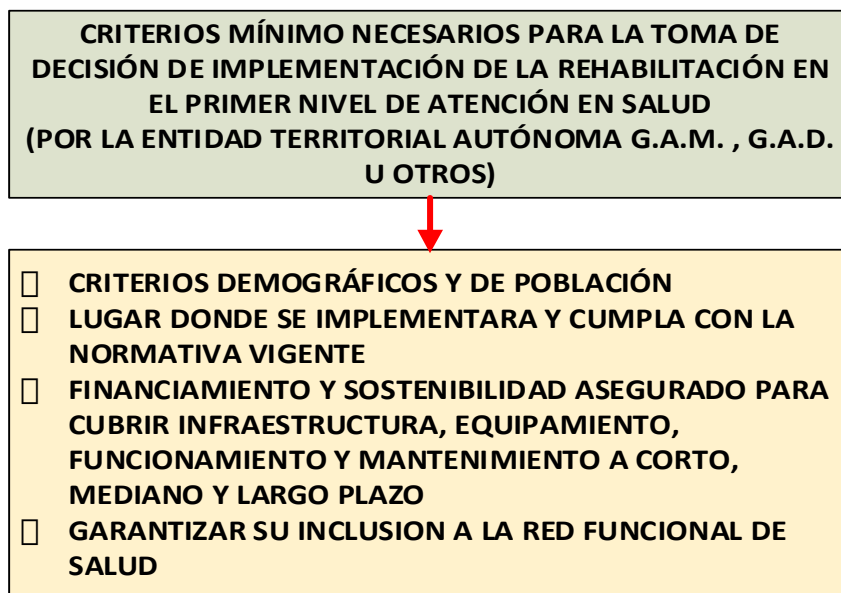 CRITERIOS MÍNIMO NECESARIOS PARA LA TOMA DE
DECISIÓN DE IMPLEMENTACIÓN DE LA REHABILITACIÓN EN
EL PRIMER NIVEL DE ATENCIÓN EN SALUD
(POR LA ENTIDAD TERRITORIAL AUTÓNOMA G.A.M. , G.A.D.
U OTROS)
CRITERIOS DEMOGRÁFICOS Y DE POBLACIÓN
LUGAR DONDE SE IMPLEMENTARA Y CUMPLA CON LA
NORMATIVA VIGENTE
FINANCIAMIENTO Y SOSTENIBILIDAD ASEGURADO PARA
CUBRIR INFRAESTRUCTURA, EQUIPAMIENTO,
FUNCIONAMIENTO Y MANTENIMIENTO A CORTO,
MEDIANO Y LARGO PLAZO
GARANTIZAR SU INCLUSION A LA RED FUNCIONAL DE
SALUD